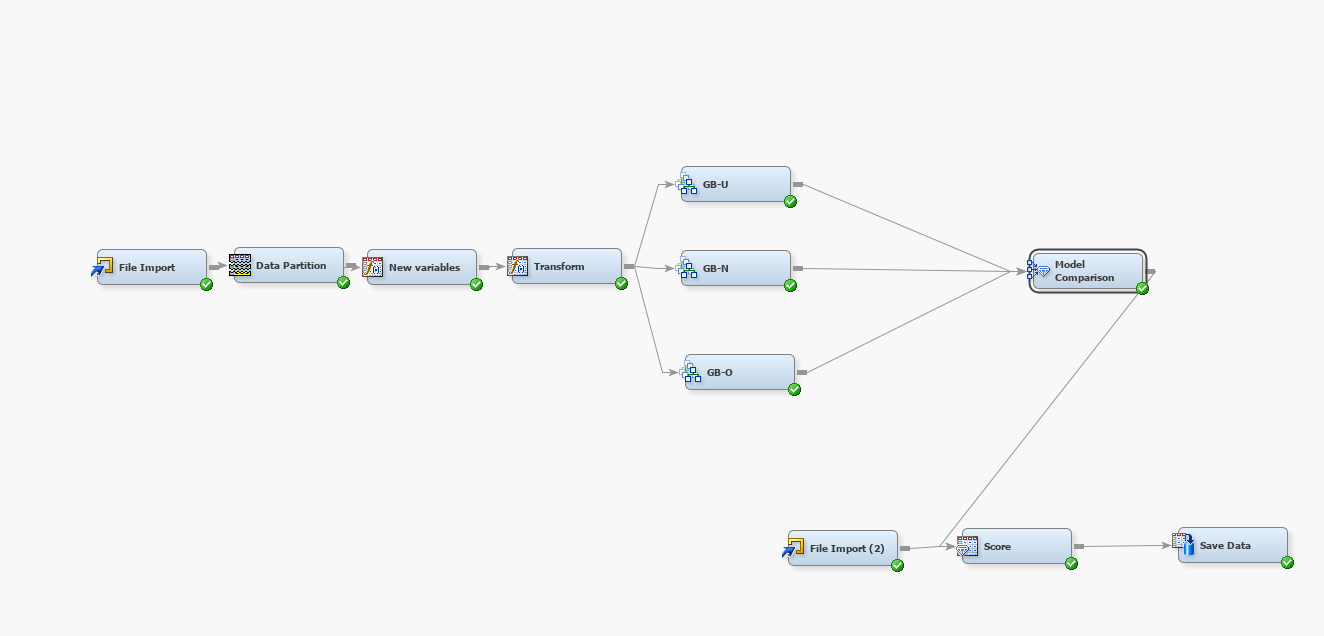 GB-U
File Import
Data Partition
New variables
Transform
GB-N
Model
Comparison
GB-O
File Import (2)
Score
Save Data